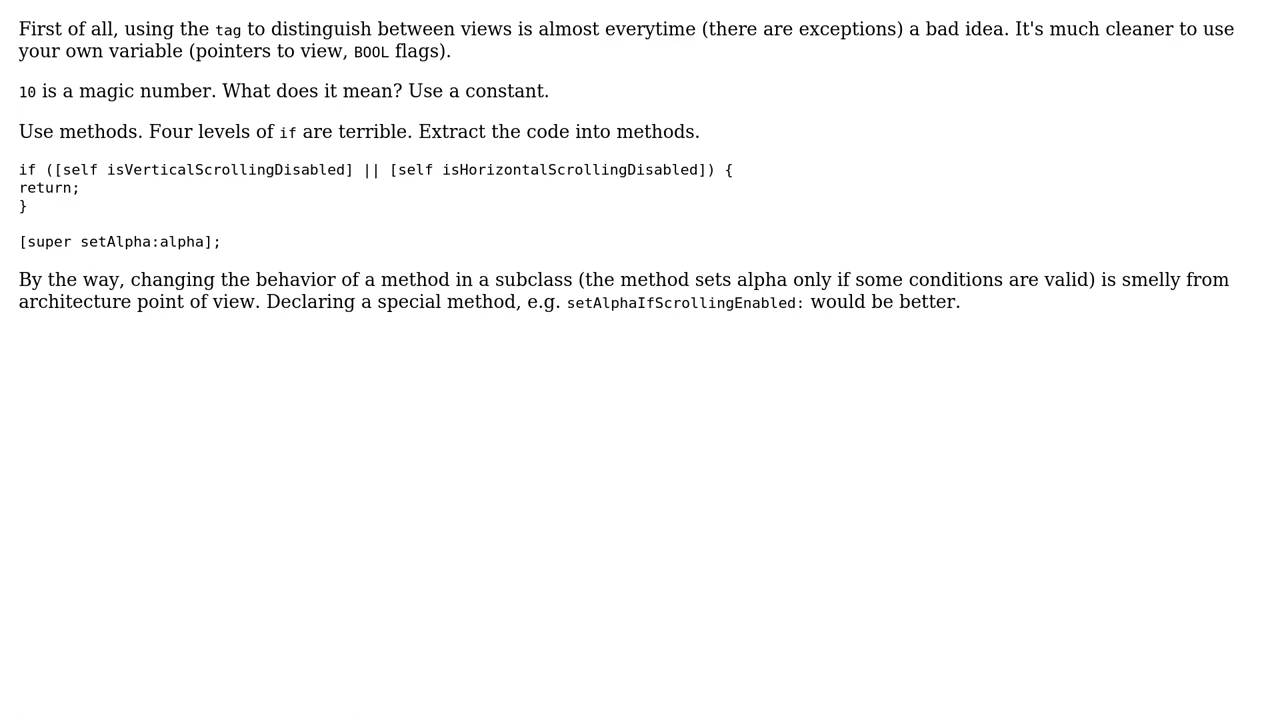 First of all, using the tag to distinguish between views is almost everytime (there are exceptions) a bad idea. It's much cleaner to use
your own variable (pointers to view, BOOL flags).
10 is a magic number. What does it mean? Use a constant.
Use methods. Four levels of if are terrible. Extract the code into methods.
if ([self isVerticalScrollingDisabled] || [self isHorizontalScrollingDisabled]) {
return;
}
[super setAlpha:alpha];
By the way, changing the behavior of a method in a subclass (the method sets alpha only if some conditions are valid) is smelly from
architecture point of view. Declaring a special method, e.g. setAlphaIfScrollingEnabled: would be better.